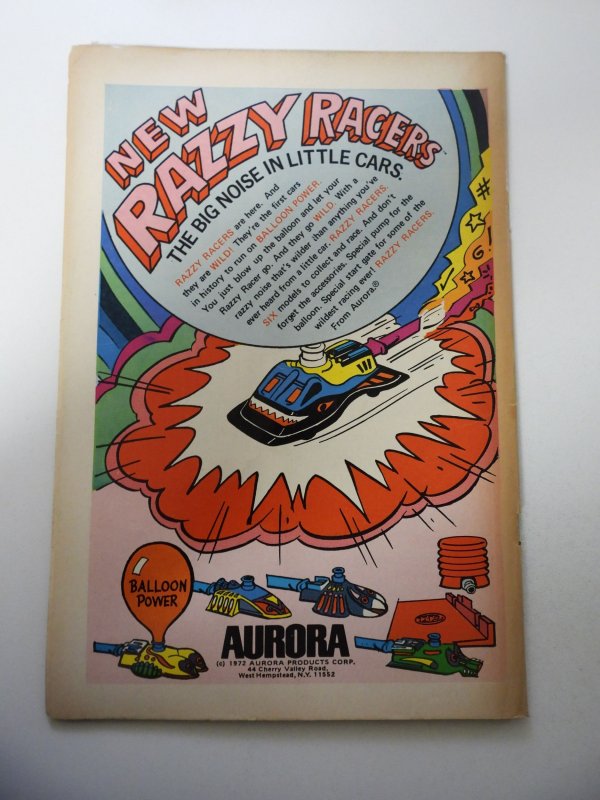 NEW
RAZZY RACERS™
THE BIG NOISE IN LITTLE CARS.
RAZZY RACERS are here. And
they are WILD! They're the first cars
in history to run on BALLOON POWER.
You just blow up the balloon and let your
Razzy Racer go. And they go WILD. With a
razzy noise that's wilder than anything you've
ever heard from a little car. RAZZY RACERS.
SIX models to collect and race. And don't
forget the accessories. Special pump for the
balloon. Special start gate for some of the
wildest racing ever! RAZZY RACERS.
From Aurora.®
BALLOON
POWER
AURORA
(c) 1972 AURORA PRODUCTS CORP.
44 Cherry Valley Road,
West Hempstead, N.Y. 11552